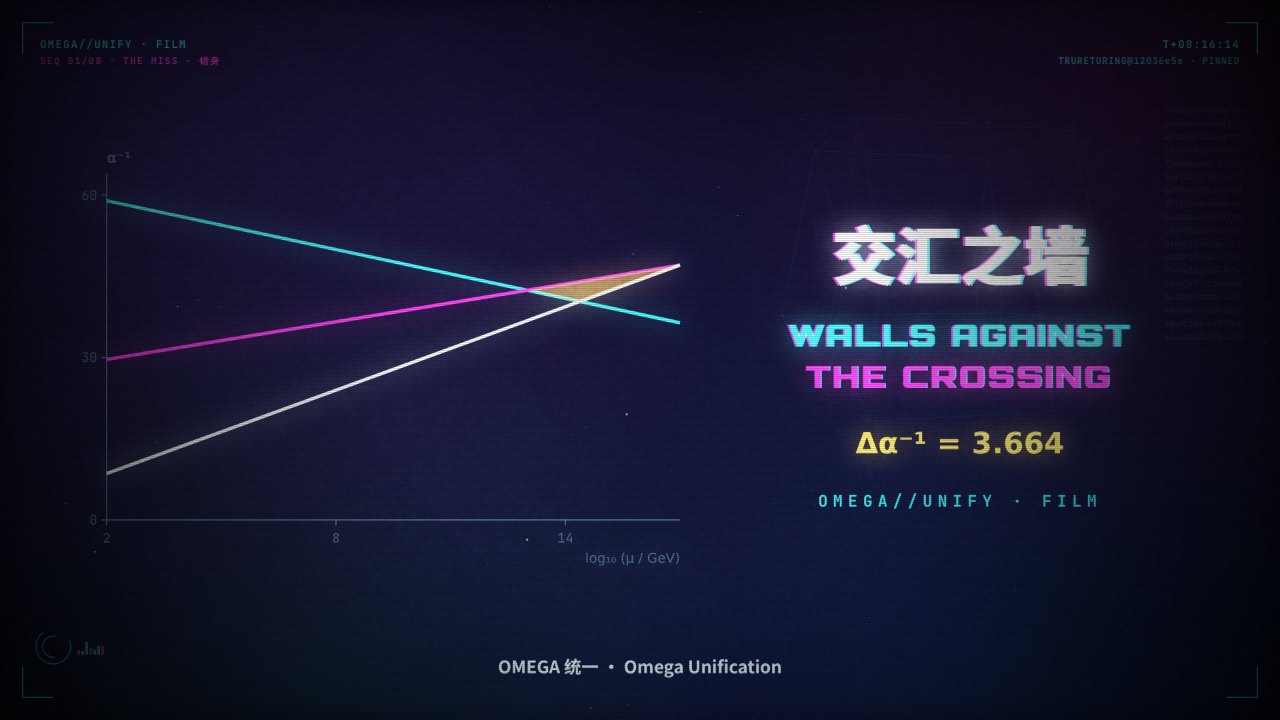 OMEGA//UNIFY · FILM
SEQ 01/08 · THE MISS · 错身
T+00:16:14
TRURETURING@12036e5e · PINNED
α⁻¹
60
30
0
2
8
14
log₁₀ (μ / GeV)
交汇之墙
WALLS AGAINST
THE CROSSING
Δα⁻¹ = 3.664
OMEGA//UNIFY · FILM
OMEGA 统一 · Omega Unification